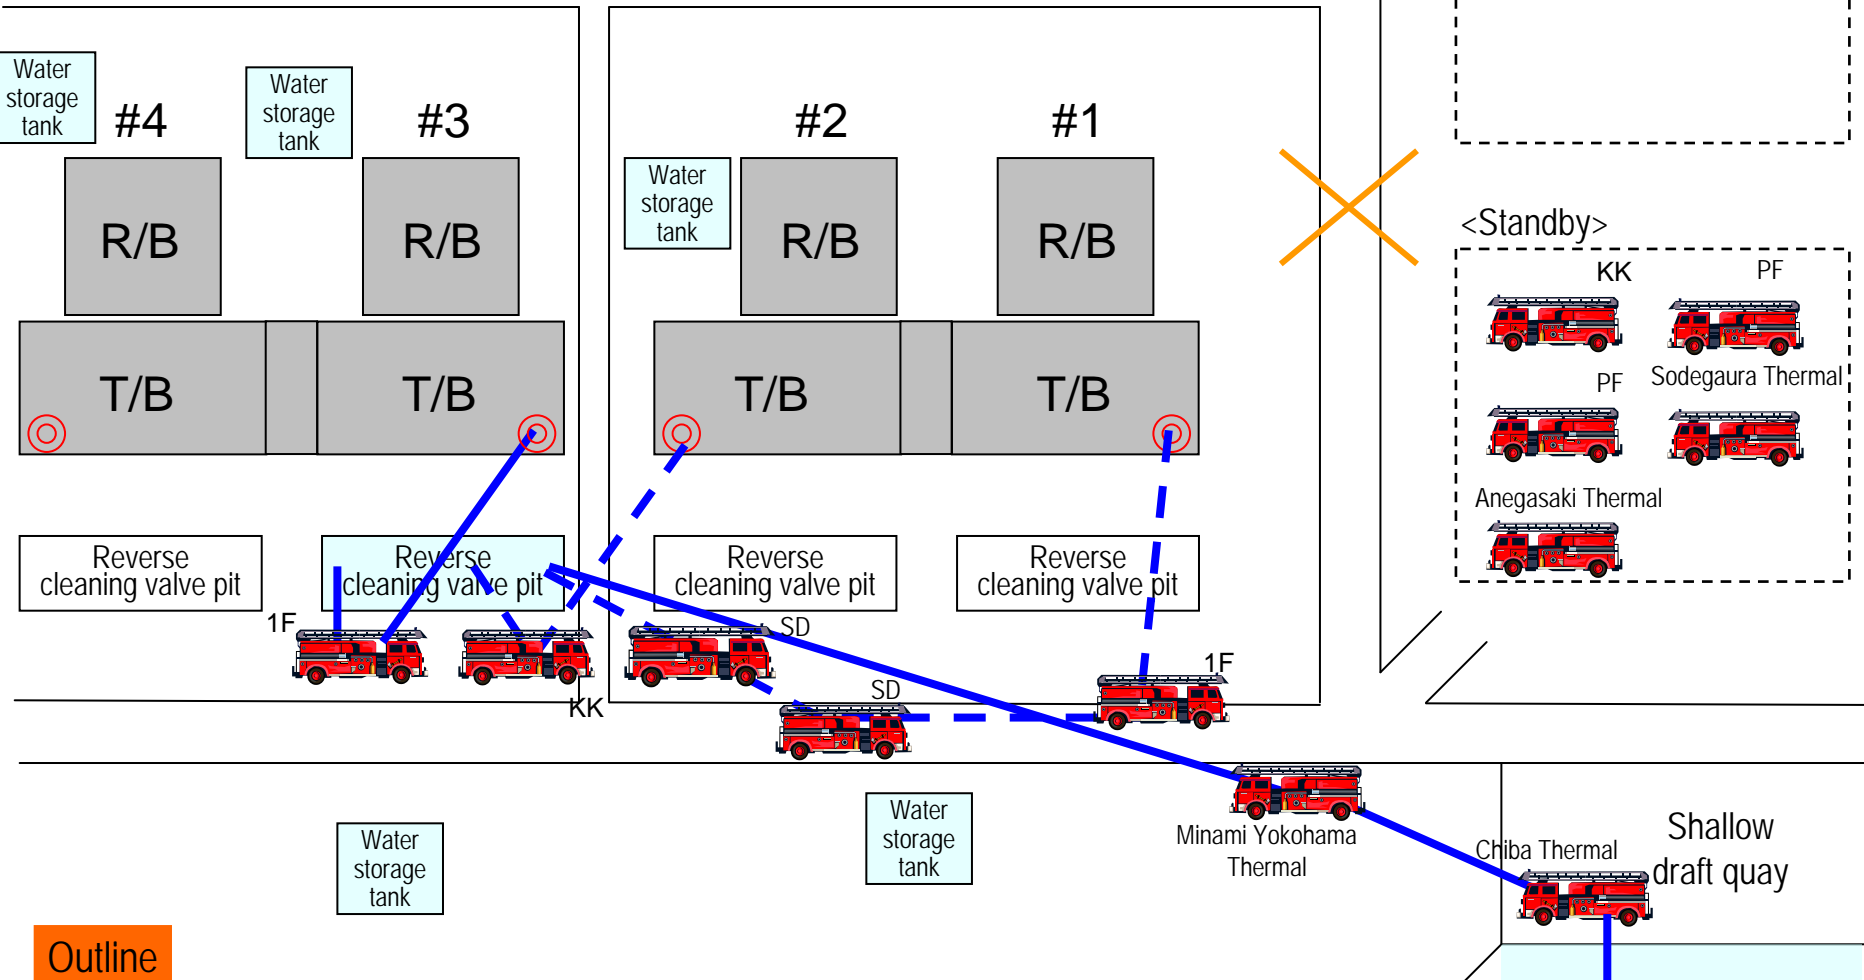 Water
storage
tank
#4
Water
storage
tank
#3
#2
#1
Water
storage
tank
R/B
R/B
R/B
R/B
T/B
T/B
T/B
T/B
<Standby>
KK
PF
PF
Sodegaura Thermal
Anegasaki Thermal
Reverse
cleaning valve pit
Reverse
cleaning valve pit
Reverse
cleaning valve pit
Reverse
cleaning valve pit
1F
KK
SD
SD
1F
Minami Yokohama
Thermal
Chiba Thermal
Shallow
draft quay
Water
storage
tank
Water
storage
tank
Outline